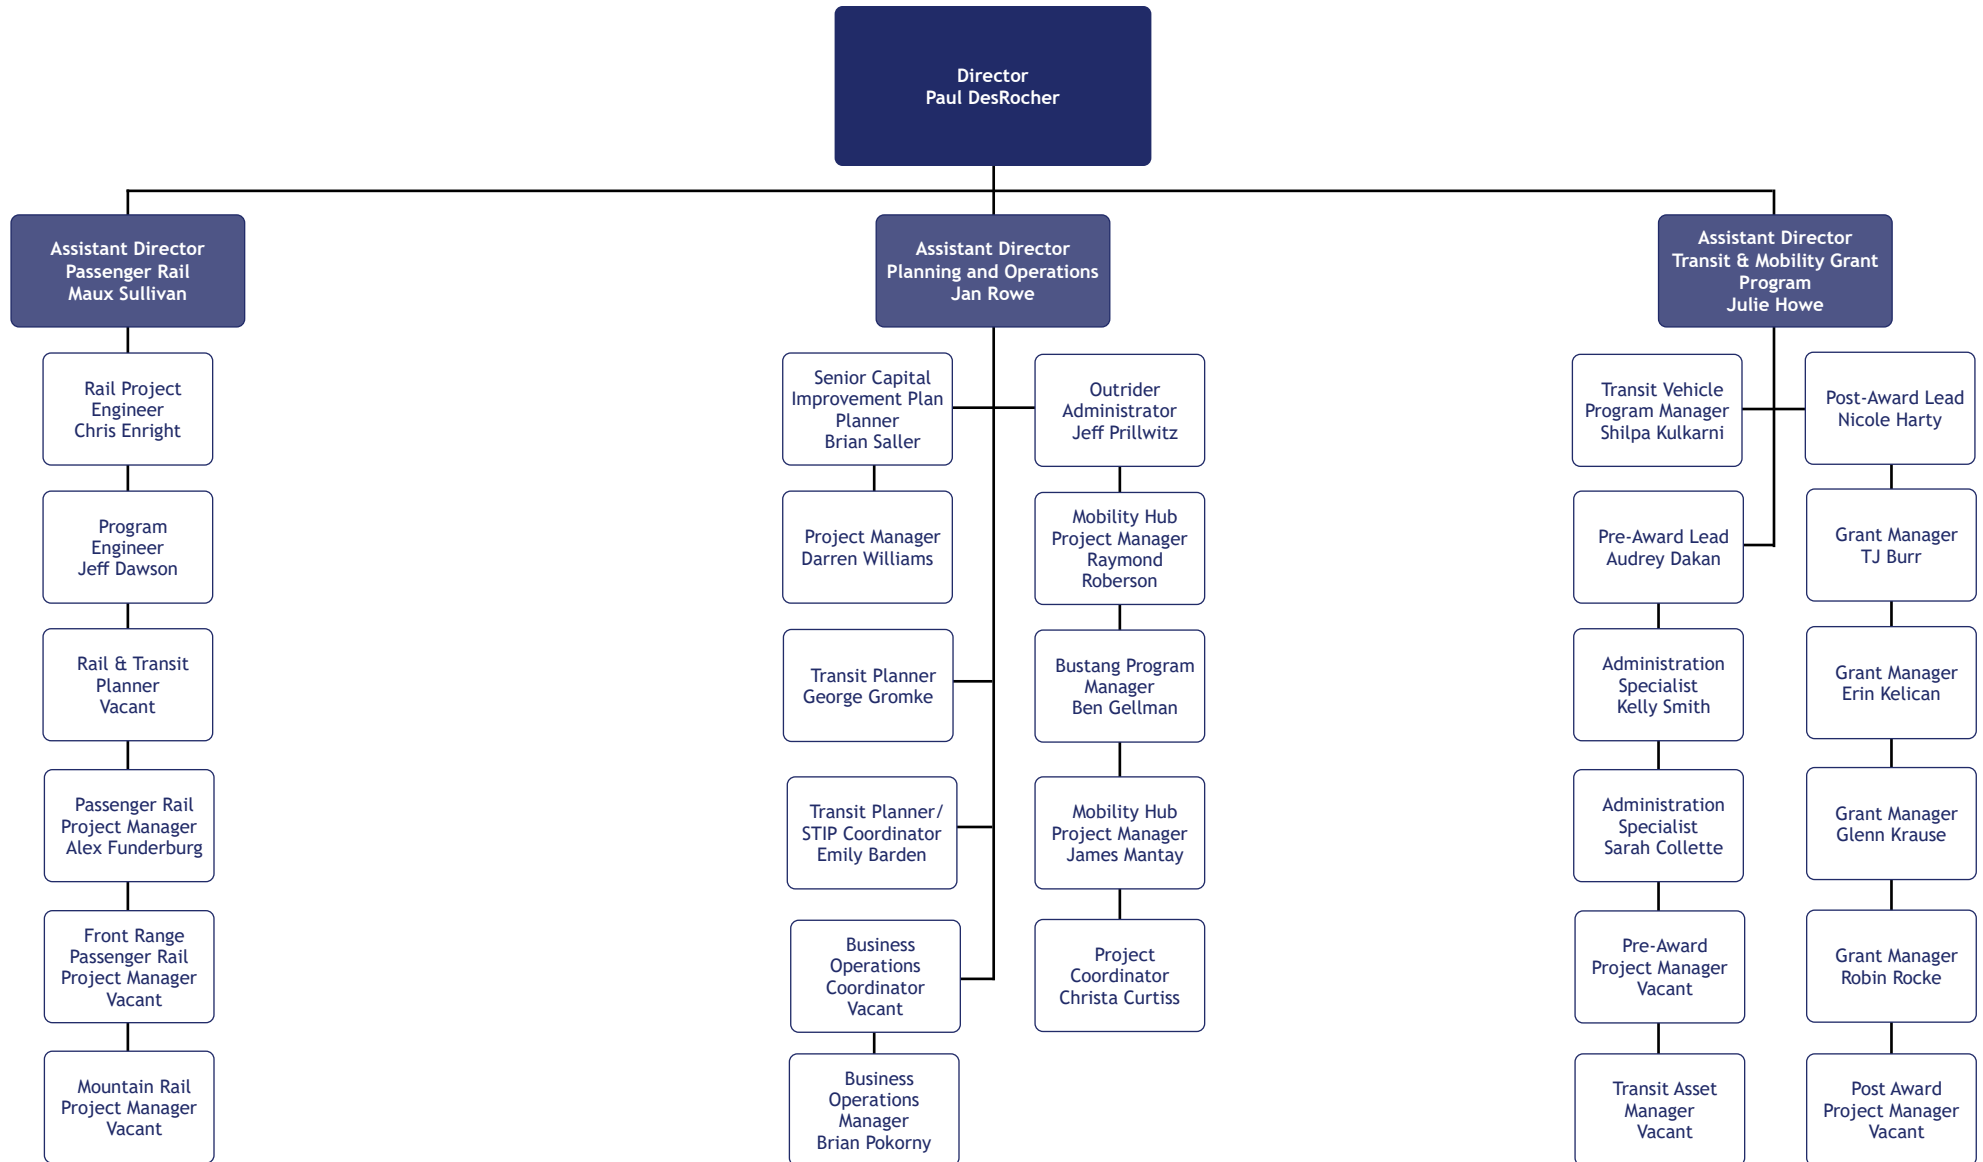 Director
Paul DesRocher
Assistant Director
Passenger Rail
Maux Sullivan
Assistant Director
Planning and Operations
Jan Rowe
Assistant Director
Transit & Mobility Grant
Program
Julie Howe
Rail Project
Engineer
Chris Enright
Program
Engineer
Jeff Dawson
Rail & Transit
Planner
Vacant
Passenger Rail
Project Manager
Alex Funderburg
Front Range
Passenger Rail
Project Manager
Vacant
Mountain Rail
Project Manager
Vacant
Senior Capital
Improvement Plan
Planner
Brian Saller
Project Manager
Darren Williams
Transit Planner
George Gromke
Transit Planner/
STIP Coordinator
Emily Barden
Business
Operations
Coordinator
Vacant
Business
Operations
Manager
Brian Pokorny
Outrider
Administrator
Jeff Prillwitz
Mobility Hub
Project Manager
Raymond
Roberson
Bustang Program
Manager
Ben Gellman
Mobility Hub
Project Manager
James Mantay
Project
Coordinator
Christa Curtiss
Transit Vehicle
Program Manager
Shilpa Kulkarni
Pre-Award Lead
Audrey Dakan
Administration
Specialist
Kelly Smith
Administration
Specialist
Sarah Collette
Pre-Award
Project Manager
Vacant
Transit Asset
Manager
Vacant
Post-Award Lead
Nicole Harty
Grant Manager
TJ Burr
Grant Manager
Erin Kelican
Grant Manager
Glenn Krause
Grant Manager
Robin Rocke
Post Award
Project Manager
Vacant